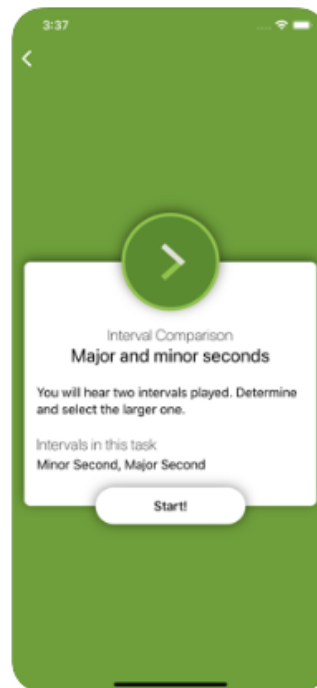 3:37
Interval Comparison
Major and minor seconds
You will hear two intervals played. Determine
and select the larger one.
Intervals in this task
Minor Second, Major Second
Start!